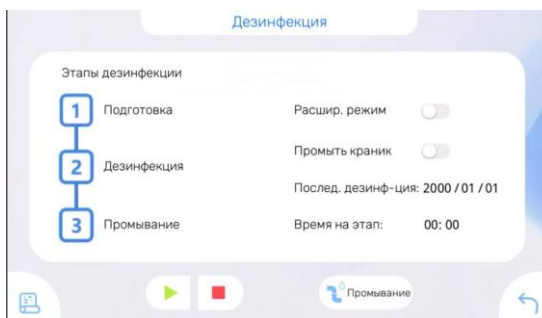 Дезинфекция
Этапы дезинфекции
1 Подготовка
2 Дезинфекция
3 Промывание
Расшир. режим
Промыть краник
Послед. дезинф-ция: 2000 / 01 / 01
Время на этап: 00: 00
Промывание